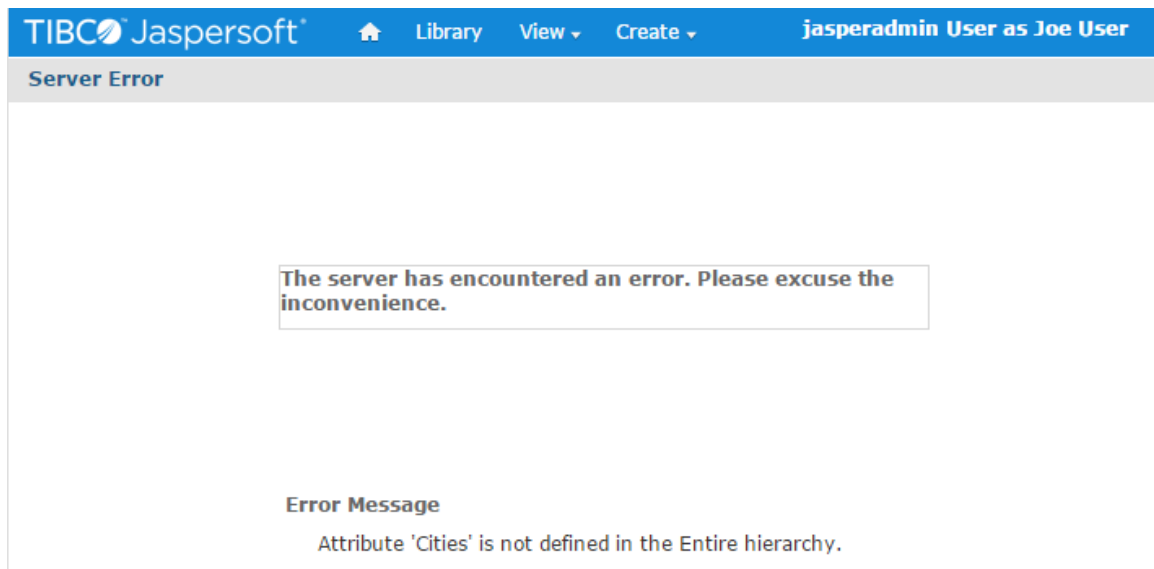 TIBCO Jaspersoft Library View Create jasperadmin User as Joe User
Server Error
The server has encountered an error. Please excuse the
inconvenience.
Error Message
Attribute 'Cities' is not defined in the Entire hierarchy.